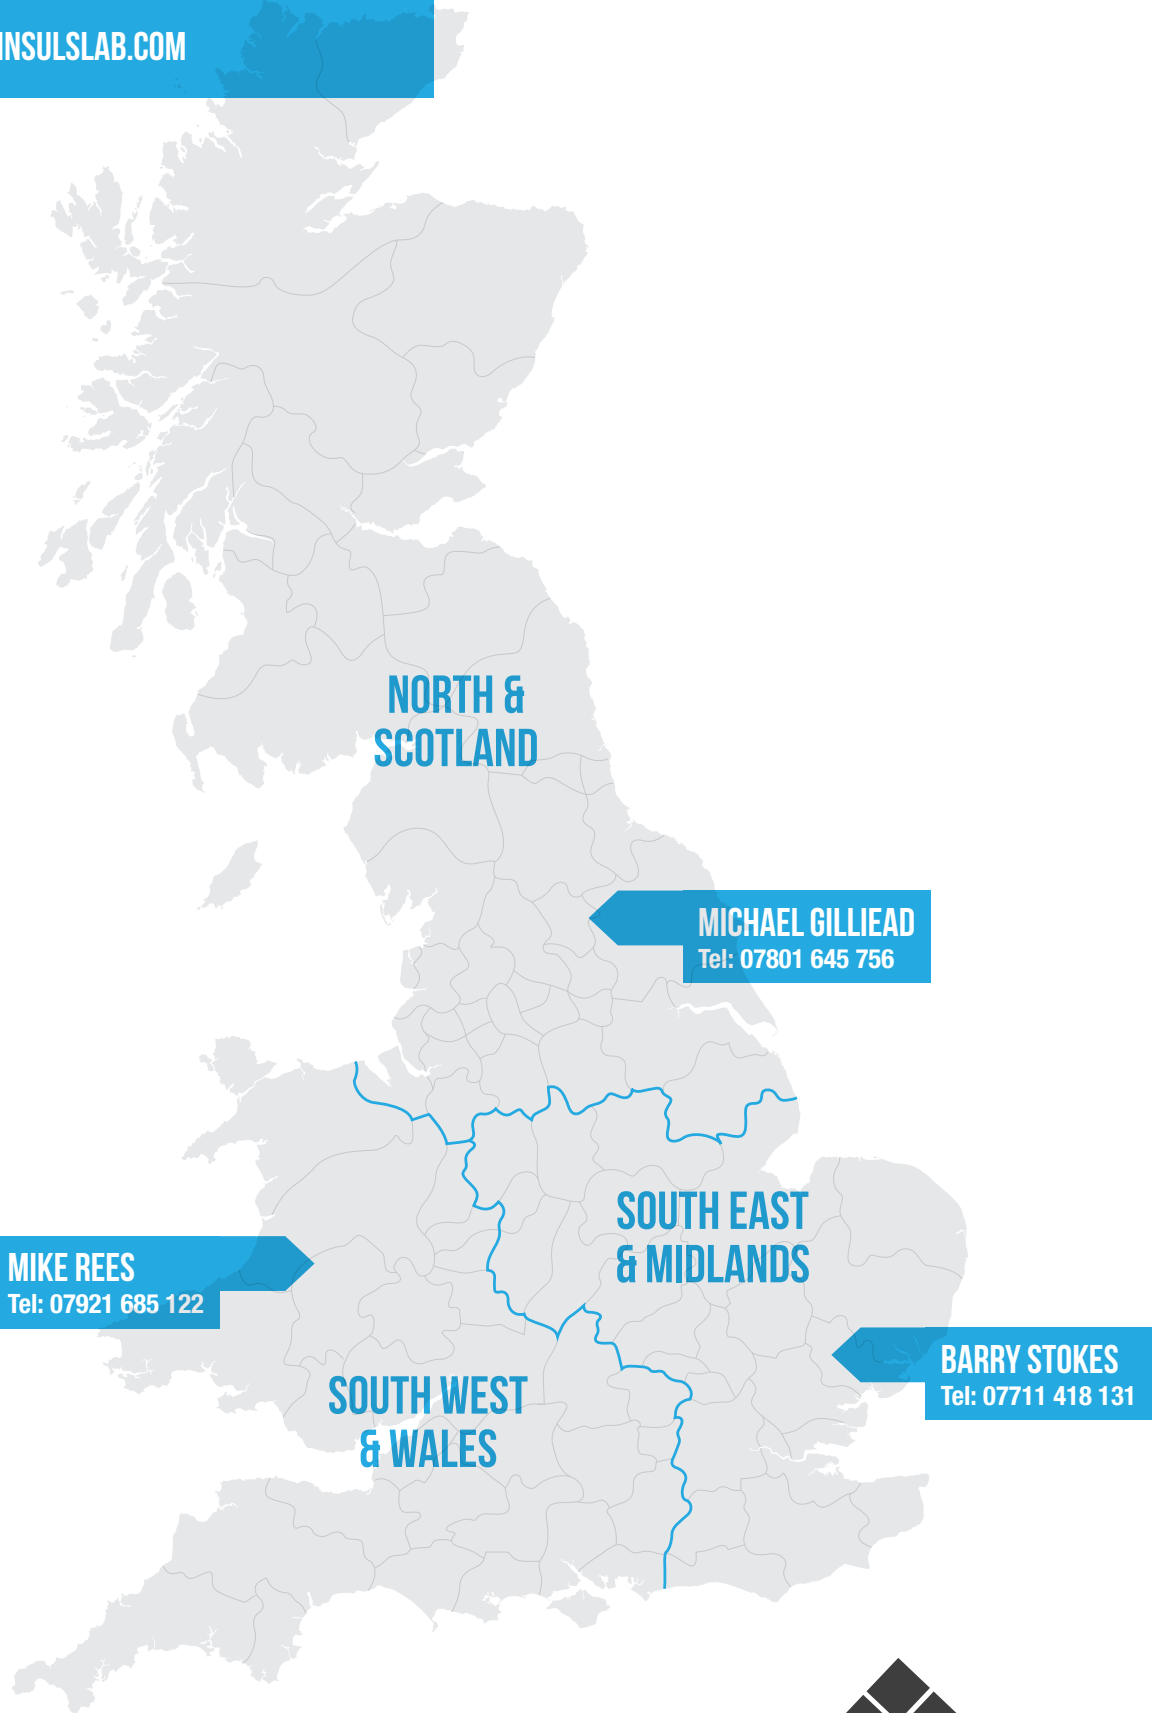 INSULSLAB.COM
NORTH &
SCOTLAND
MICHAEL GILLIEAD
Tel: 07801 645 756
SOUTH EAST
& MIDLANDS
MIKE REES
Tel: 07921 685 122
BARRY STOKES
Tel: 07711 418 131
SOUTH WEST
& WALES